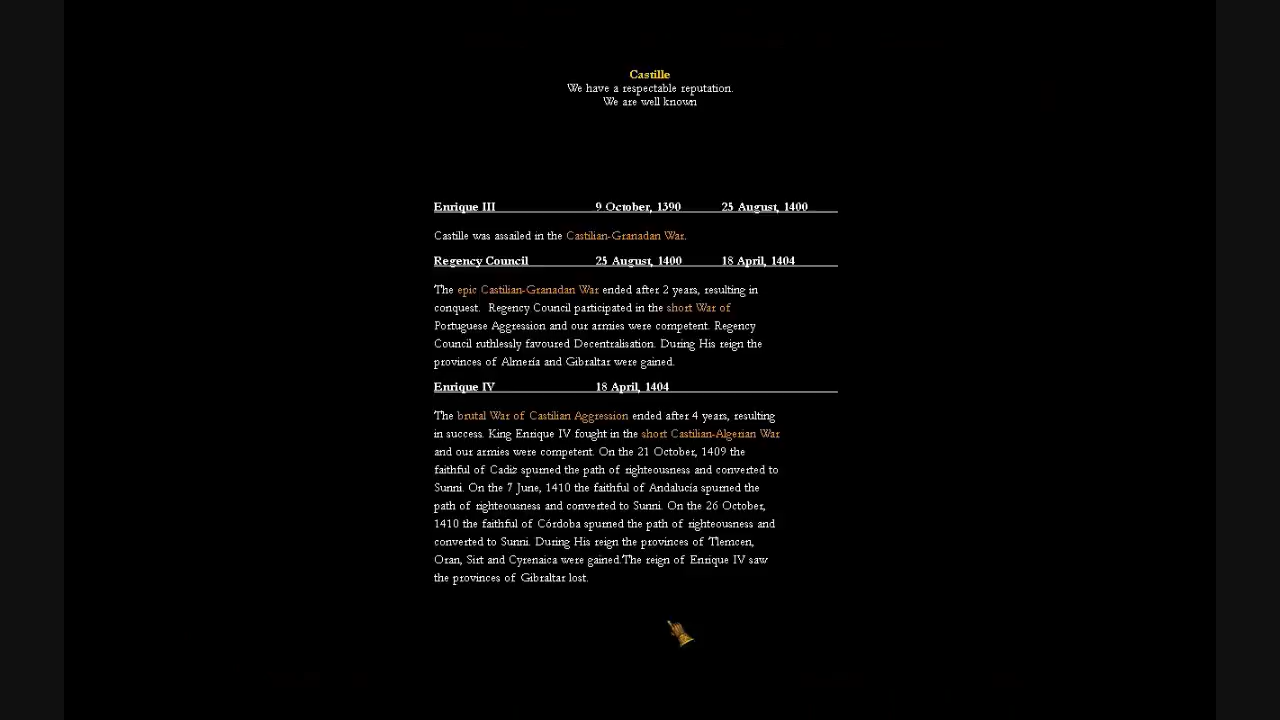 Castille
We have a respectable reputation.
We are well known
Enrique III 9 October, 1390 25 August, 1400
Castille was assailed in the Castilian-Granadan War.
Regency Council 25 August, 1400 18 April, 1404
The epic Castilian-Granadan War ended after 2 years, resulting in
conquest. Regency Council participated in the short War of
Portuguese Aggression and our armies were competent. Regency
Council ruthlessly favoured Decentralisation. During His reign the
provinces of Almería and Gibraltar were gained.
Enrique IV 18 April, 1404
The brutal War of Castilian Aggression ended after 4 years, resulting
in success. King Enrique IV fought in the short Castilian-Algerian War
and our armies were competent. On the 21 October, 1409 the
faithful of Cadiz spurned the path of righteousness and converted to
Sunni. On the 7 June, 1410 the faithful of Andalucía spurned the
path of righteousness and converted to Sunni. On the 26 October,
1410 the faithful of Córdoba spurned the path of righteousness and
converted to Sunni. During His reign the provinces of Tlemcen,
Oran, Sirt and Cyrenaica were gained.The reign of Enrique IV saw
the provinces of Gibraltar lost.